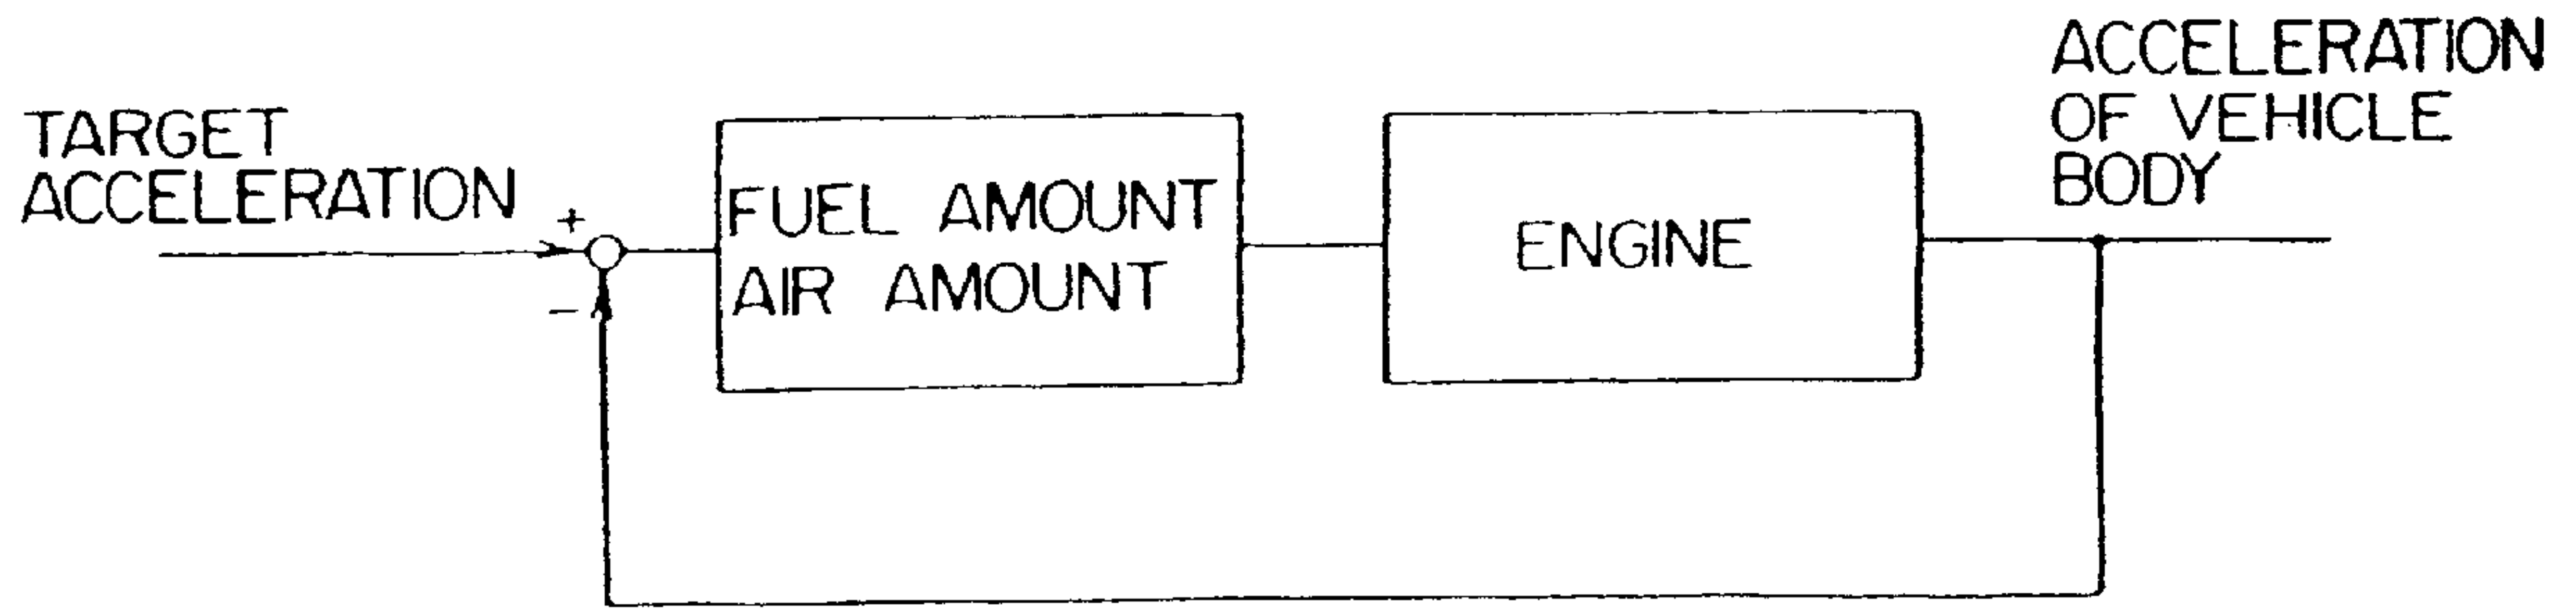 TARGET
ACCELERATION
+
−
FUEL AMOUNT
AIR AMOUNT
ENGINE
ACCELERATION
OF VEHICLE
BODY